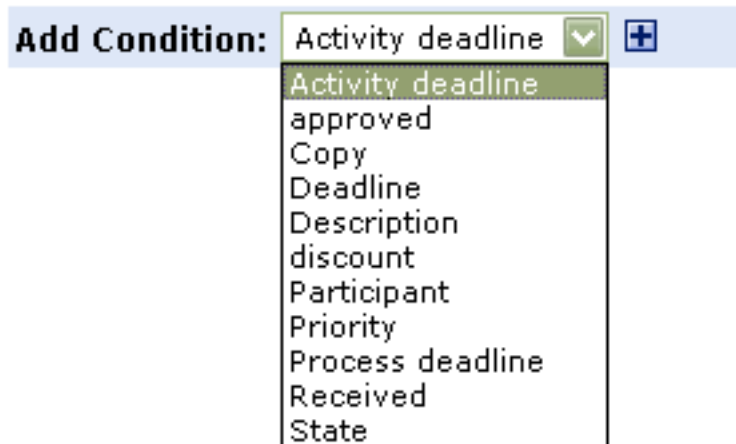 Add Condition: Activity deadline
Activity deadline
approved
Copy
Deadline
Description
discount
Participant
Priority
Process deadline
Received
State